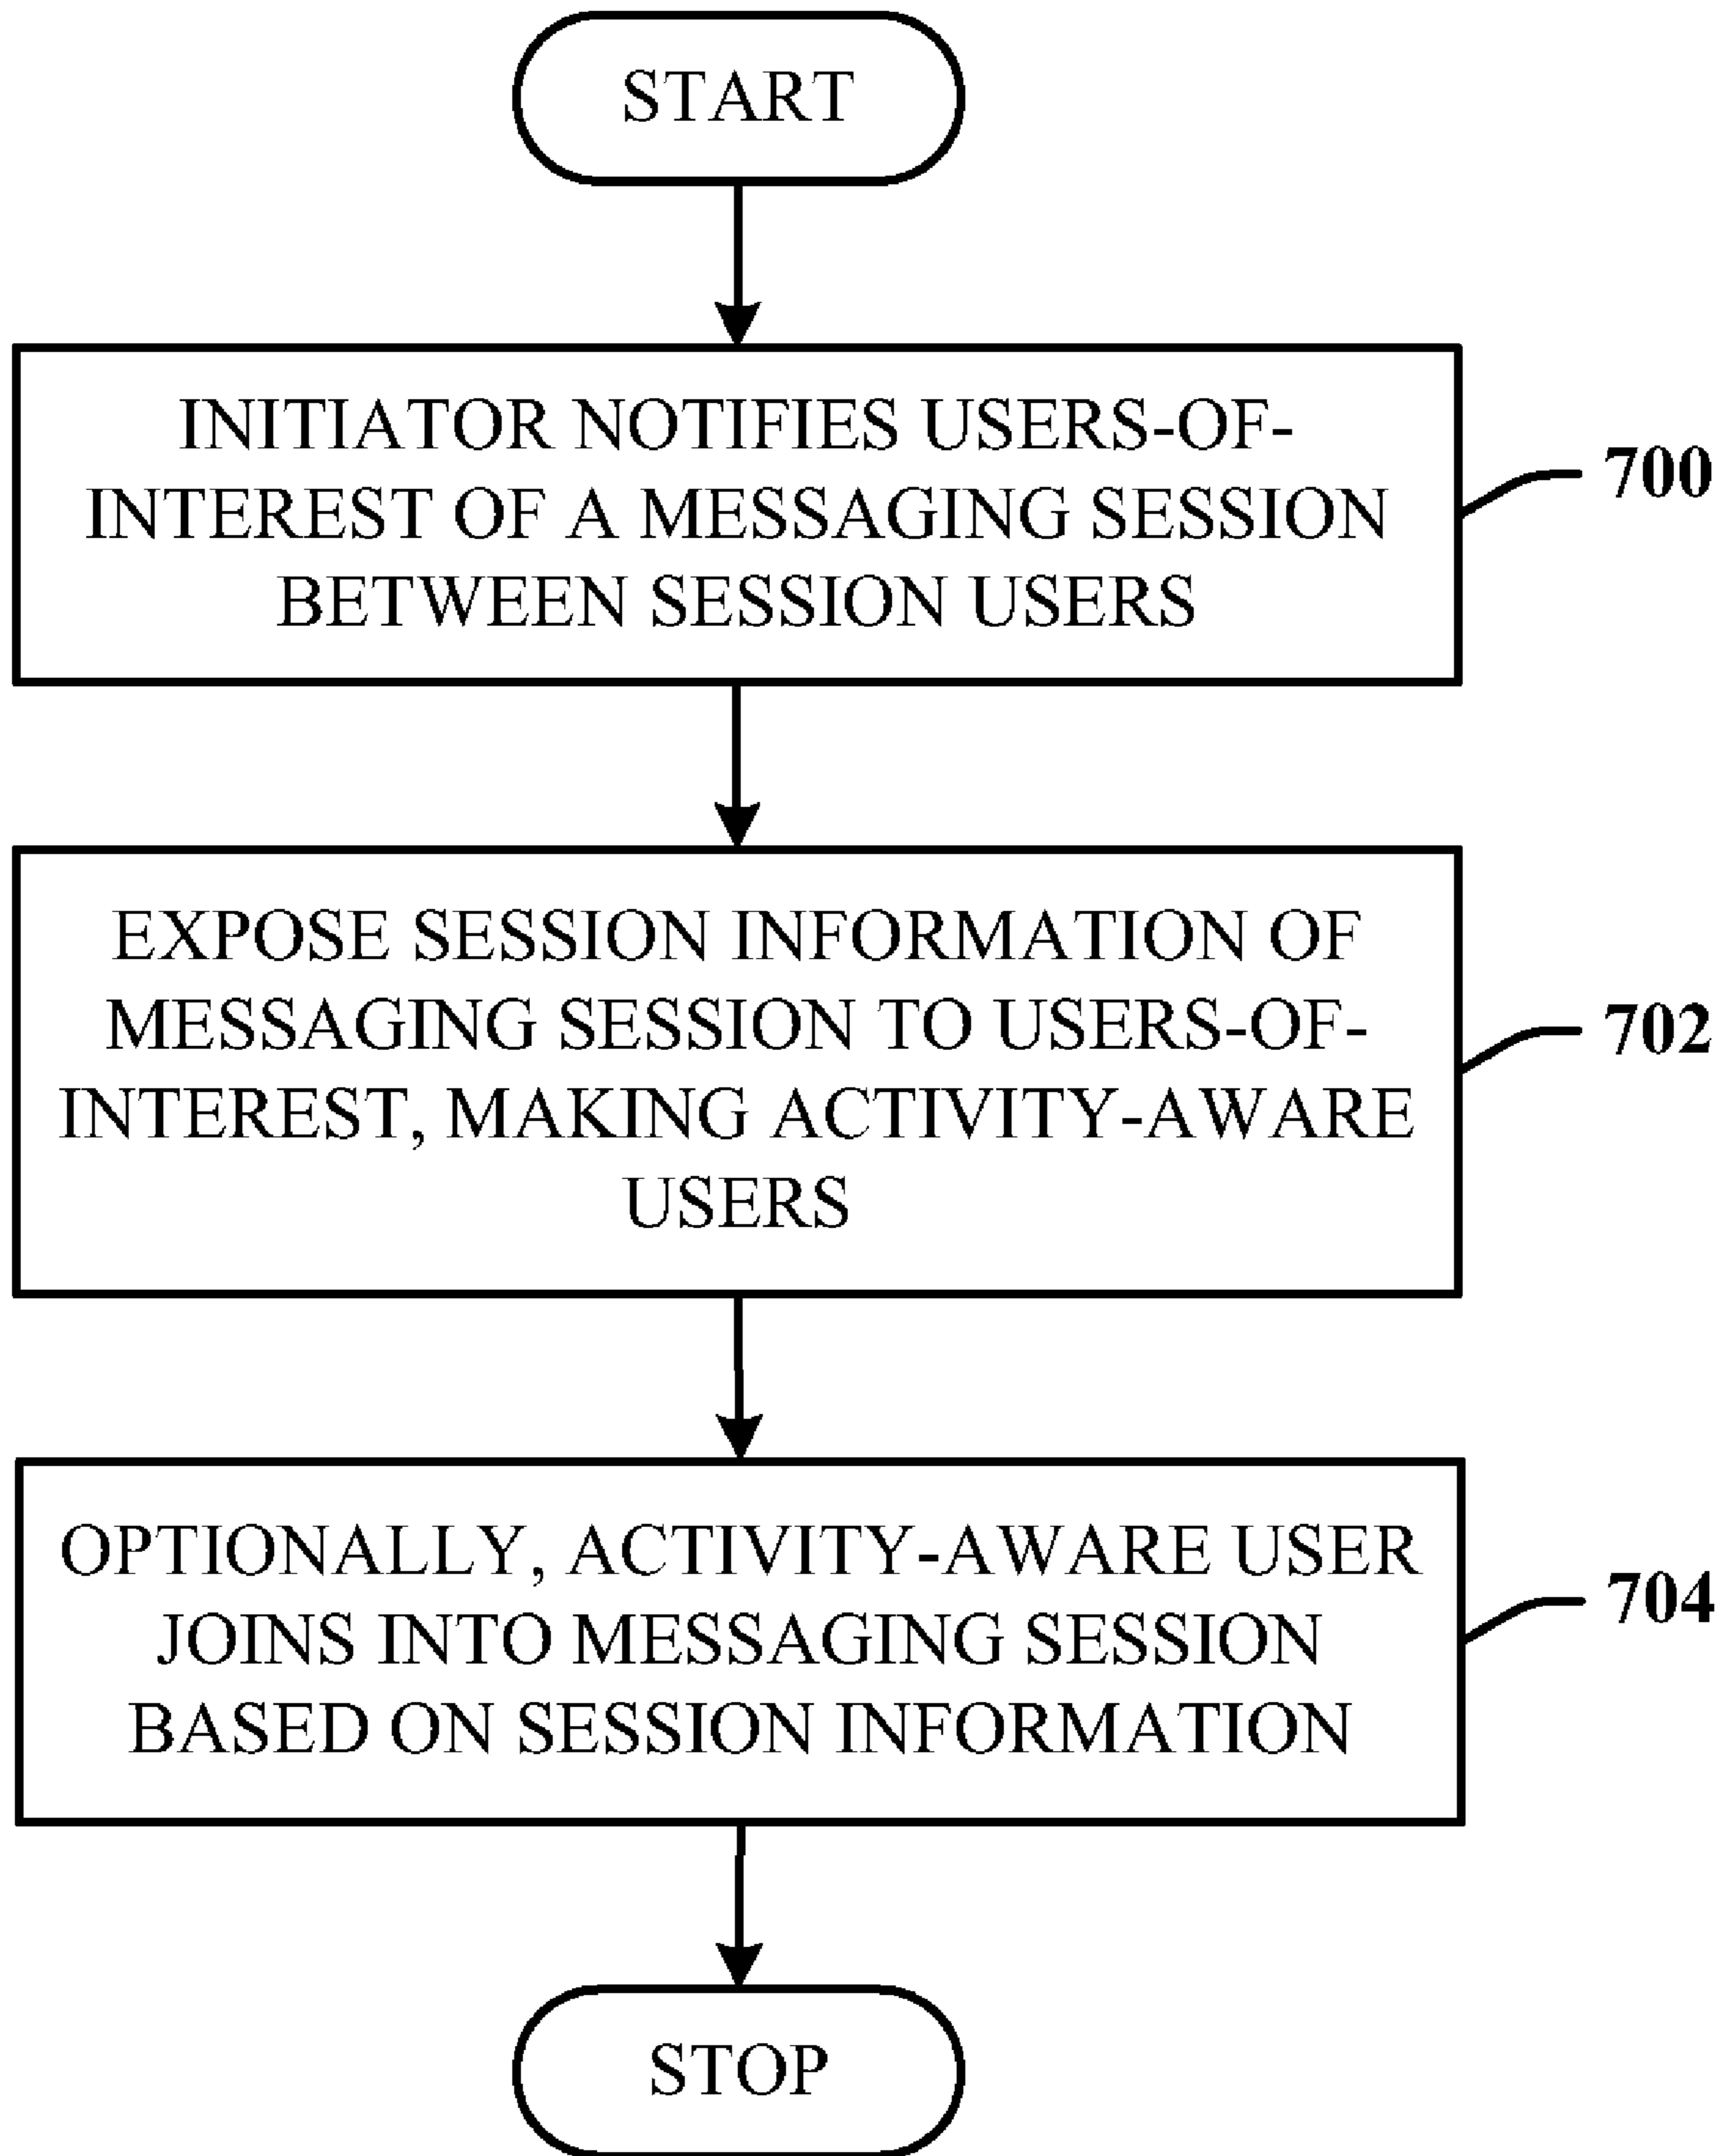 START
INITIATOR NOTIFIES USERS-OF-
INTEREST OF A MESSAGING SESSION
BETWEEN SESSION USERS
700
EXPOSE SESSION INFORMATION OF
MESSAGING SESSION TO USERS-OF-
INTEREST, MAKING ACTIVITY-AWARE
USERS
702
OPTIONALLY, ACTIVITY-AWARE USER
JOINS INTO MESSAGING SESSION
BASED ON SESSION INFORMATION
704
STOP